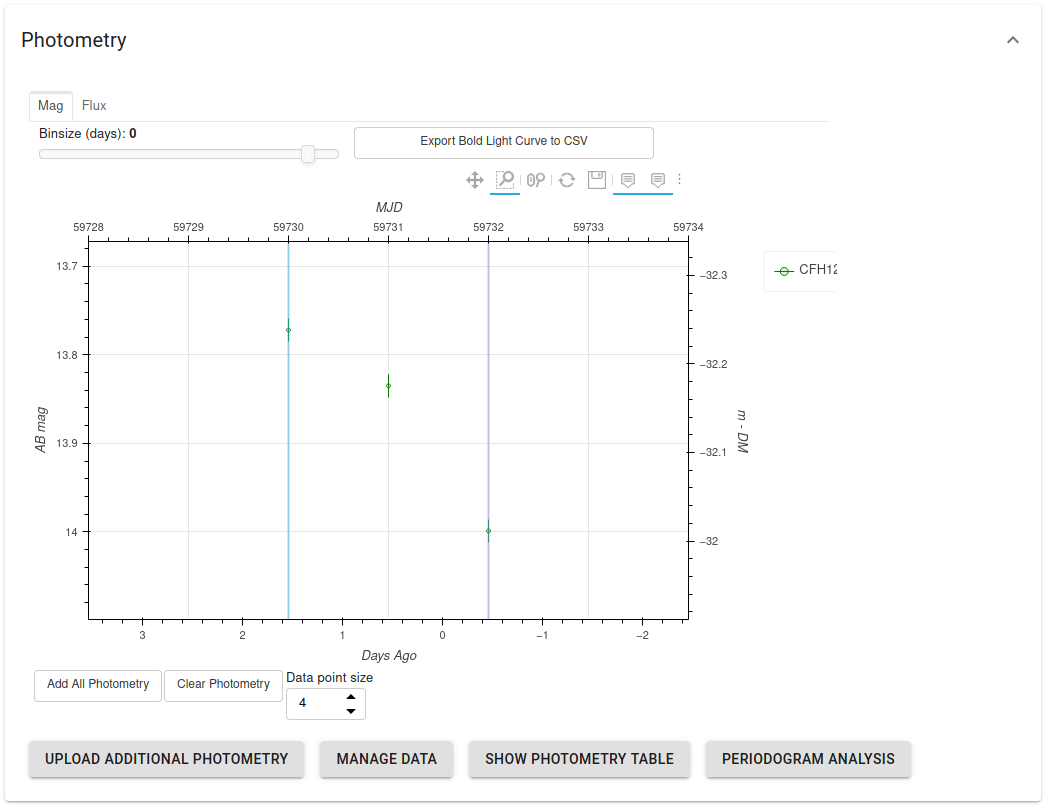 Photometry
Mag Flux
Binsize (days): 0
Export Bold Light Curve to CSV
MJD
59728 59729 59730 59731 59732 59733 59734
13.7
13.8
13.9
14
AB mag
−32.3
−32.2
−32.1
−32
m - DM
CFH12
3 2 1 0 −1 −2
Days Ago
Add All Photometry Clear Photometry
Data point size
4
UPLOAD ADDITIONAL PHOTOMETRY MANAGE DATA SHOW PHOTOMETRY TABLE PERIODOGRAM ANALYSIS